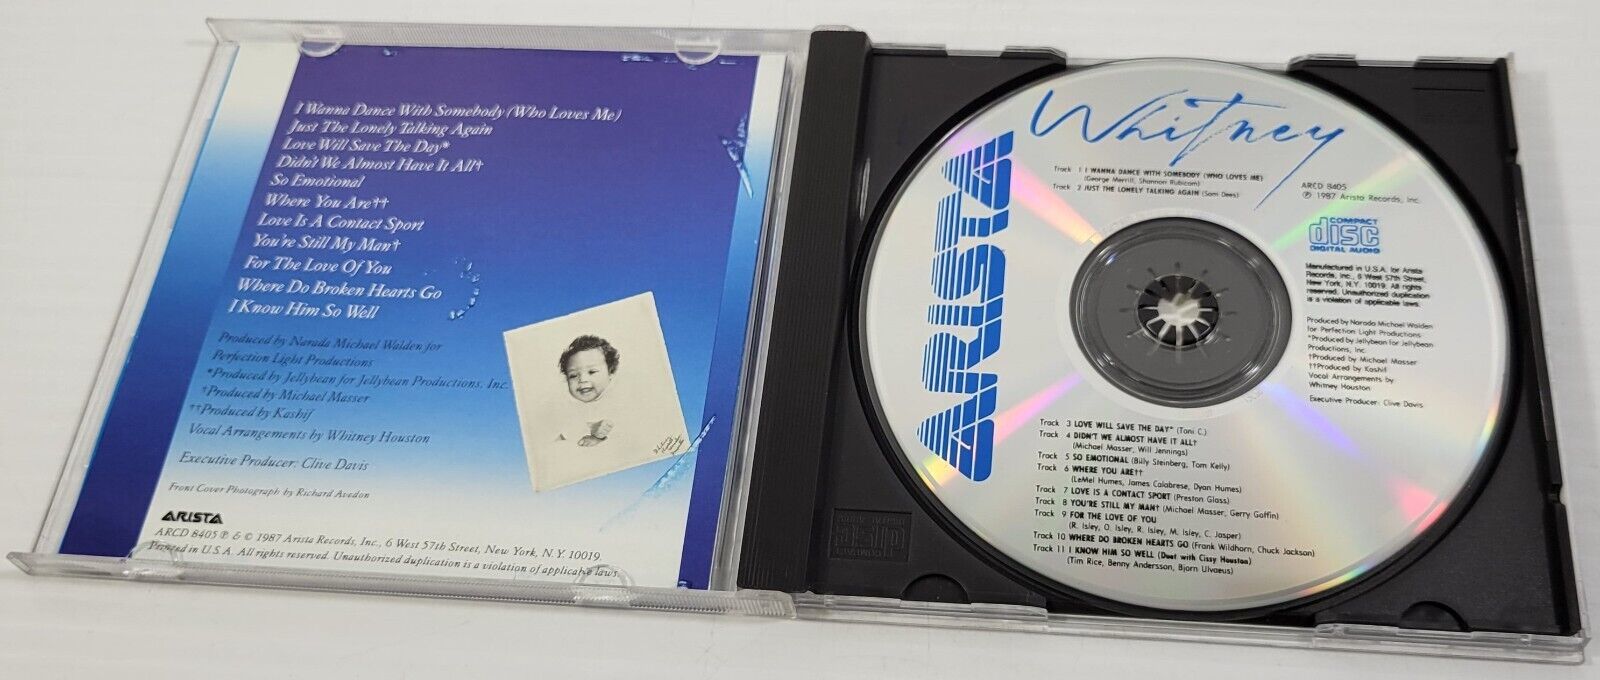 I Wanna Dance With Somebody (Who Loves Me)
Just The Lonely Talking Again
Love Will Save The Day*
Didn't We Almost Have It All†
So Emotional
Where You Are††
Love Is A Contact Sport
You're Still My Man†
For The Love Of You
Where Do Broken Hearts Go
I Know Him So Well
Produced by Narada Michael Walden for
Perfection Light Productions
*Produced by Jellybean for Jellybean Productions, Inc.
†Produced by Michael Masser
††Produced by Kashif
Vocal Arrangements by Whitney Houston
Executive Producer: Clive Davis
Front Cover Photograph by Richard Avedon
ARISTA
ARCD 8405 ℗ & © 1987 Arista Records, Inc., 6 West 57th Street, New York, N.Y. 10019.
Printed in U.S.A. All rights reserved. Unauthorized duplication is a violation of applicable laws.
Whitney
ARISTA
Track 1 I WANNA DANCE WITH SOMEBODY (WHO LOVES ME)
(George Merrill, Shannon Rubicam)
Track 2 JUST THE LONELY TALKING AGAIN (Sam Dees)
ARCD 8405
℗ 1987 Arista Records, Inc.
COMPACT
disc
DIGITAL AUDIO
Manufactured in U.S.A. for Arista
Records, Inc., 6 West 57th Street,
New York, N.Y. 10019. All rights
reserved. Unauthorized duplication
is a violation of applicable laws.
Produced by Narada Michael Walden
for Perfection Light Productions
*Produced by Jellybean for Jellybean
Productions, Inc.
†Produced by Michael Masser
††Produced by Kashif
Vocal Arrangements by
Whitney Houston
Executive Producer: Clive Davis
Track 3 LOVE WILL SAVE THE DAY* (Toni C.)
Track 4 DIDN'T WE ALMOST HAVE IT ALL†
(Michael Masser, Will Jennings)
Track 5 SO EMOTIONAL (Billy Steinberg, Tom Kelly)
Track 6 WHERE YOU ARE††
(LeMel Humes, James Calabrese, Dyan Humes)
Track 7 LOVE IS A CONTACT SPORT (Preston Glass)
Track 8 YOU'RE STILL MY MAN† (Michael Masser, Gerry Goffin)
Track 9 FOR THE LOVE OF YOU
(R. Isley, O. Isley, R. Isley, M. Isley, C. Jasper)
Track 10 WHERE DO BROKEN HEARTS GO (Frank Wildhorn, Chuck Jackson)
Track 11 I KNOW HIM SO WELL (Duet with Cissy Houston)
(Tim Rice, Benny Andersson, Bjorn Ulvaeus)
COMPACT
disc
DIGITAL AUDIO